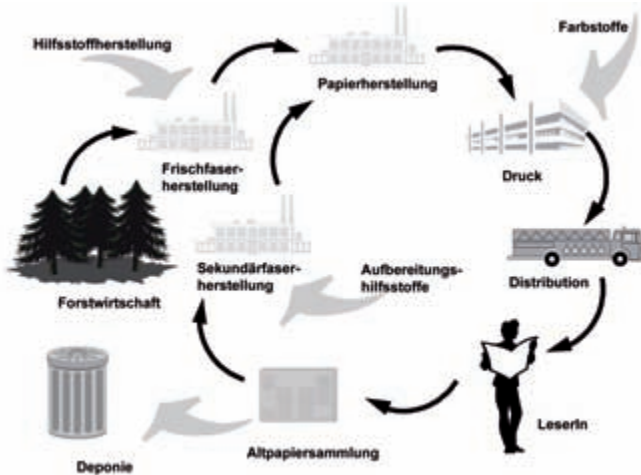 Farbstoffe
Hilfsstoffherstellung
Papierherstellung
Frischfaser-
herstellung
Druck
Sekundärfaser-
herstellung
Aufbereitungs-
hilfsstoffe
Distribution
Forstwirtschaft
LeserIn
Altpapiersammlung
Deponie